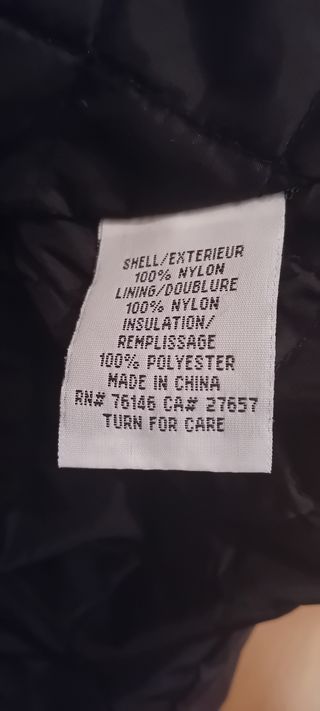 SHELL/EXTERIEUR
100% NYLON
LINING/DOUBLURE
100% NYLON
INSULATION/
REMPLISSAGE
100% POLYESTER
MADE IN CHINA
RN# 76146 CA# 27657
TURN FOR CARE